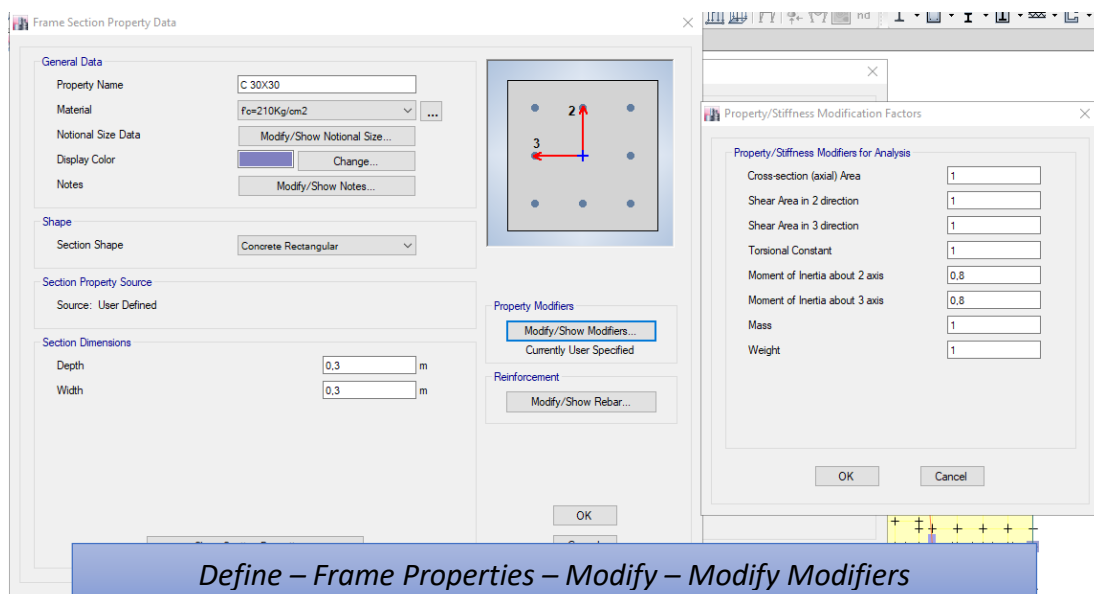 Frame Section Property Data
General Data
Property Name C 30X30
Material f'c=210Kg/cm2 ...
Notional Size Data Modify/Show Notional Size...
Display Color Change...
Notes Modify/Show Notes...
Shape
Section Shape Concrete Rectangular
Section Property Source
Source: User Defined
Section Dimensions
Depth 0,3 m
Width 0,3 m
2
3
Property Modifiers
Modify/Show Modifiers...
Currently User Specified
Reinforcement
Modify/Show Rebar...
OK
nd
Property/Stiffness Modification Factors
Property/Stiffness Modifiers for Analysis
Cross-section (axial) Area 1
Shear Area in 2 direction 1
Shear Area in 3 direction 1
Torsional Constant 1
Moment of Inertia about 2 axis 0,8
Moment of Inertia about 3 axis 0,8
Mass 1
Weight 1
OK Cancel
Define – Frame Properties – Modify – Modify Modifiers